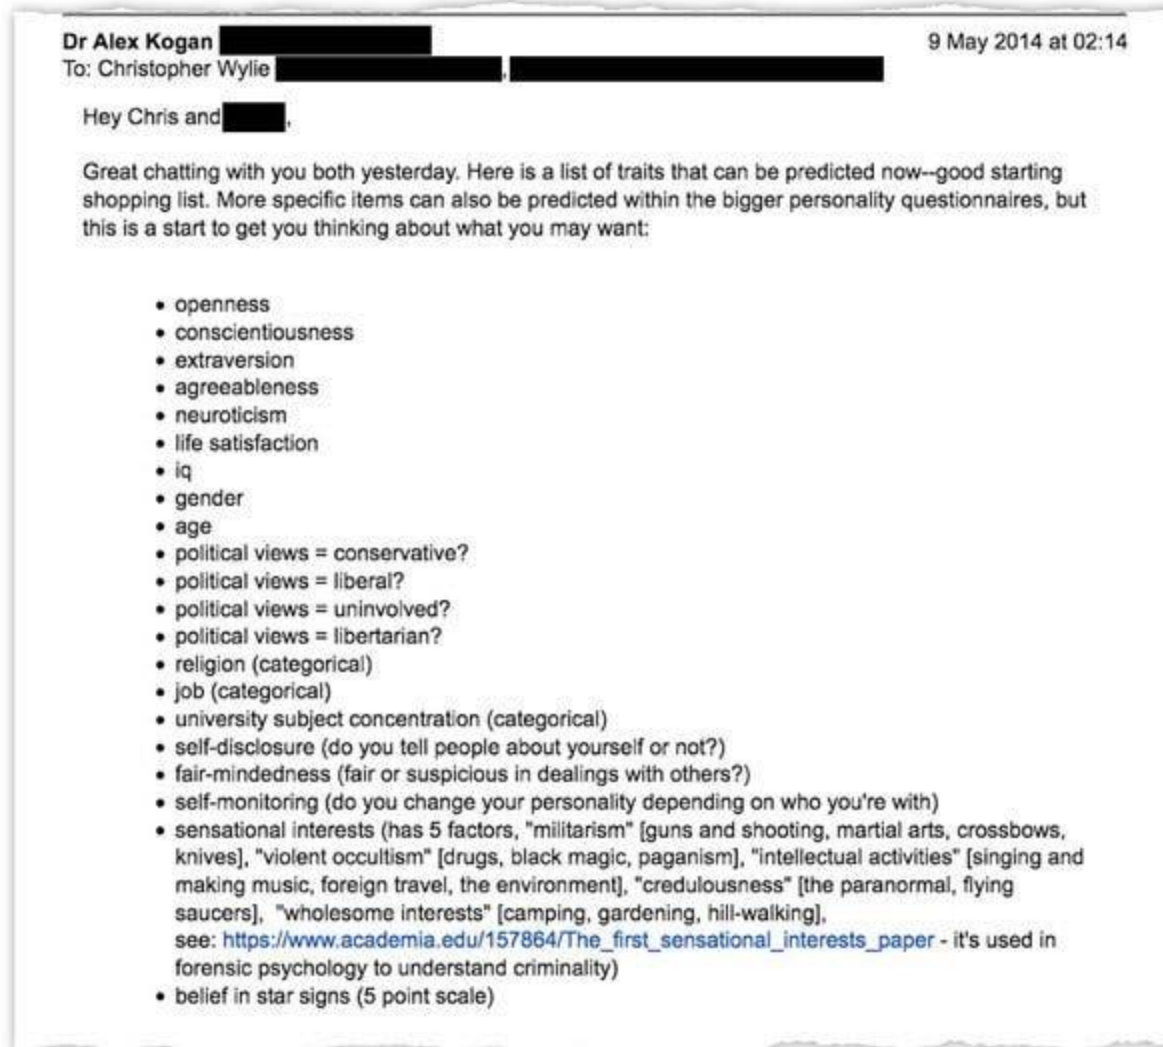 Dr Alex Kogan
9 May 2014 at 02:14
To: Christopher Wylie ,
Hey Chris and ,
Great chatting with you both yesterday. Here is a list of traits that can be predicted now--good starting
shopping list. More specific items can also be predicted within the bigger personality questionnaires, but
this is a start to get you thinking about what you may want:
• openness
• conscientiousness
• extraversion
• agreeableness
• neuroticism
• life satisfaction
• iq
• gender
• age
• political views = conservative?
• political views = liberal?
• political views = uninvolved?
• political views = libertarian?
• religion (categorical)
• job (categorical)
• university subject concentration (categorical)
• self-disclosure (do you tell people about yourself or not?)
• fair-mindedness (fair or suspicious in dealings with others?)
• self-monitoring (do you change your personality depending on who you're with)
• sensational interests (has 5 factors, "militarism" [guns and shooting, martial arts, crossbows,
knives], "violent occultism" [drugs, black magic, paganism], "intellectual activities" [singing and
making music, foreign travel, the environment], "credulousness" [the paranormal, flying
saucers], "wholesome interests" [camping, gardening, hill-walking],
see: https://www.academia.edu/157864/The_first_sensational_interests_paper - it's used in
forensic psychology to understand criminality)
• belief in star signs (5 point scale)